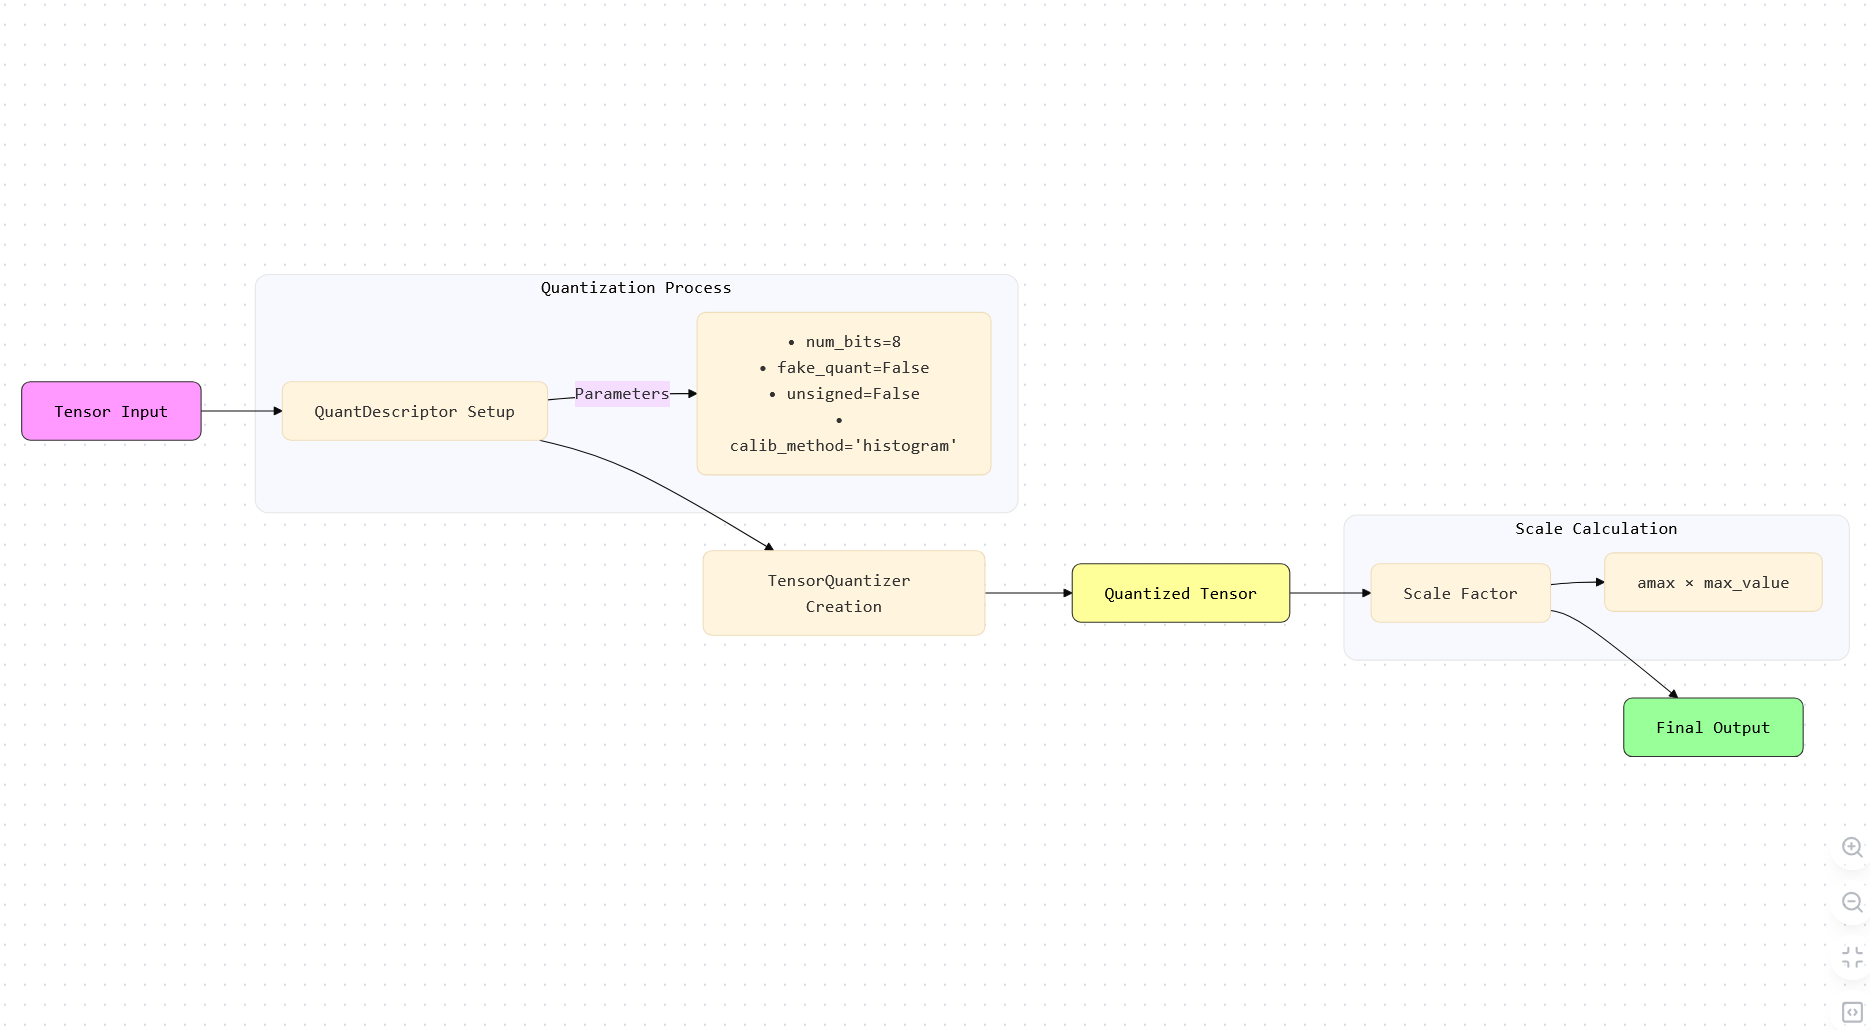 Quantization Process
• num_bits=8
• fake_quant=False
• unsigned=False
•
calib_method='histogram'
Parameters
Tensor Input
QuantDescriptor Setup
TensorQuantizer
Creation
Quantized Tensor
Scale Calculation
Scale Factor
amax × max_value
Final Output